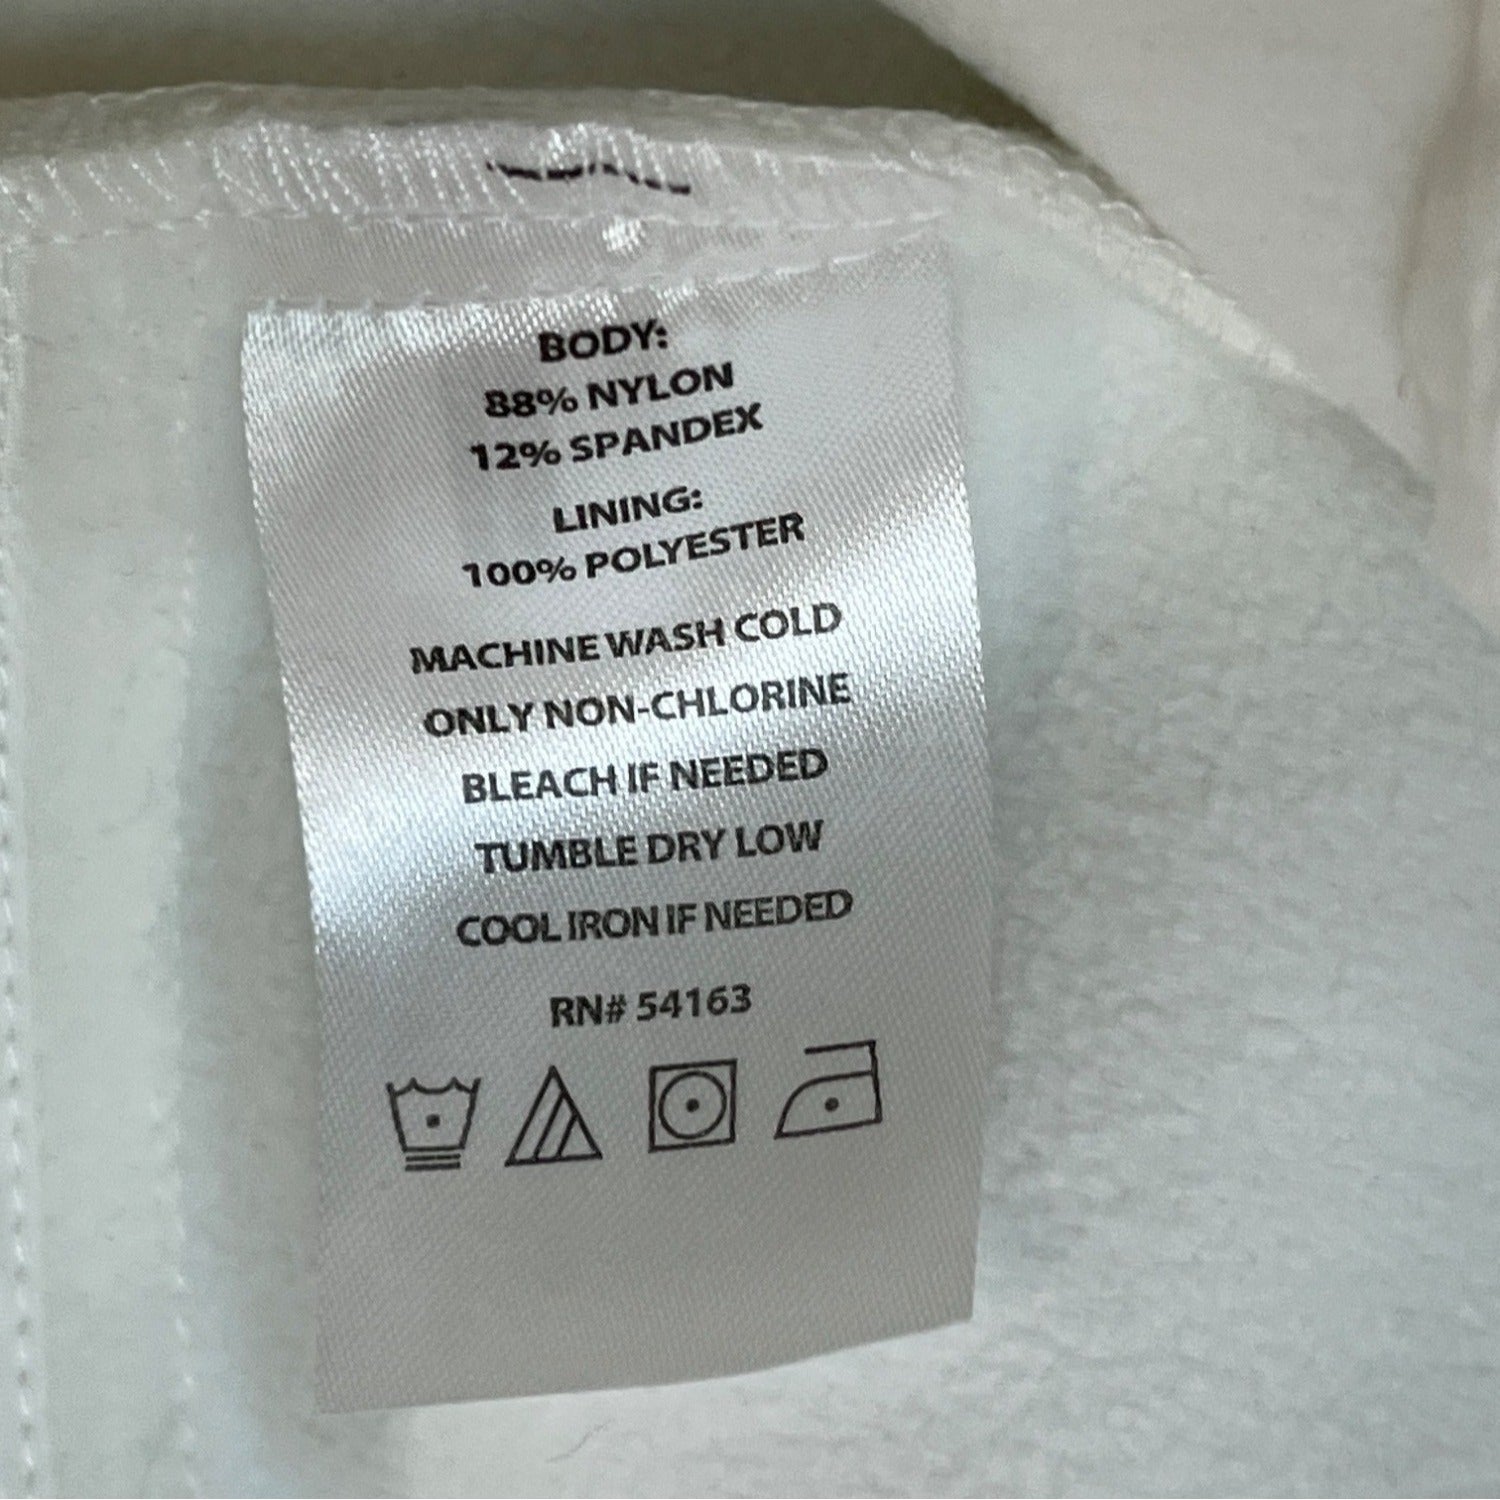 BODY:
88% NYLON
12% SPANDEX
LINING:
100% POLYESTER
MACHINE WASH COLD
ONLY NON-CHLORINE
BLEACH IF NEEDED
TUMBLE DRY LOW
COOL IRON IF NEEDED
RN# 54163